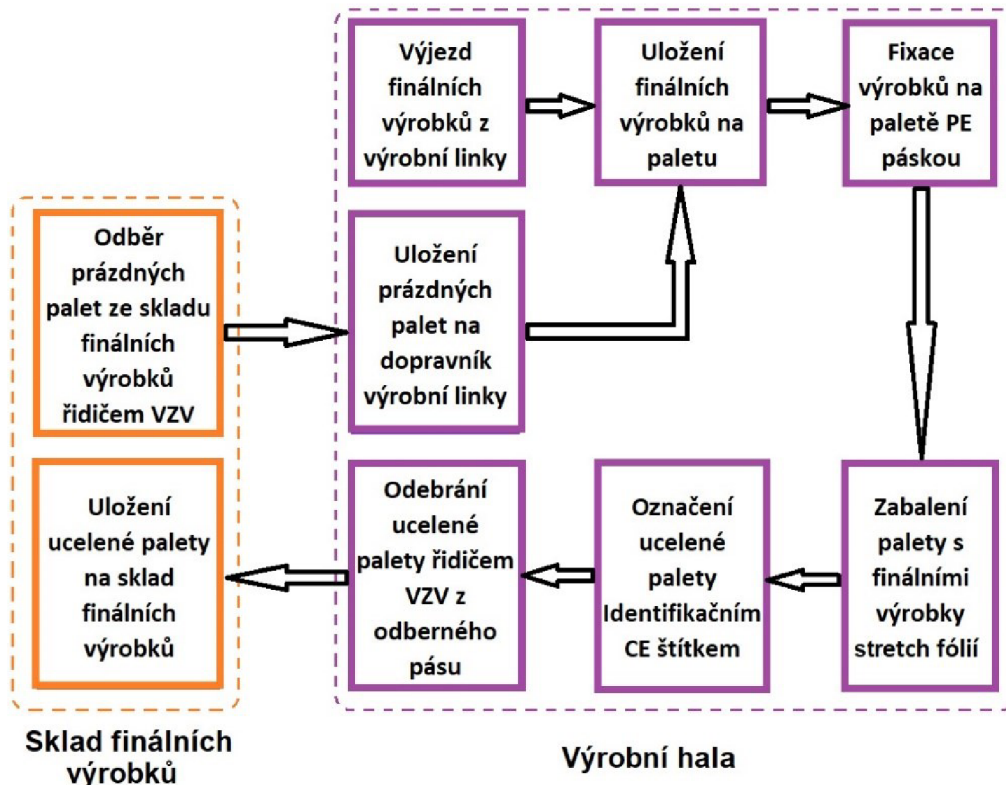 Výjezd
finálních
výrobků z
výrobní linky
Uložení
finálních
výrobků na
paletu
Fixace
výrobků na
paletě PE
páskou
Odběr
prázdných
palet ze skladu
finálních
výrobků
řidičem VZV
Uložení
prázdných
palet na
dopravník
výrobní linky
Uložení
ucelené palety
na sklad
finálních
výrobků
Odebrání
ucelené
palety řidičem
VZV z
odberného
pásu
Označení
ucelené
palety
Identifikačním
CE štítkem
Zabalení
palety s
finálními
výrobky
stretch fólií
Sklad finálních
výrobků
Výrobní hala